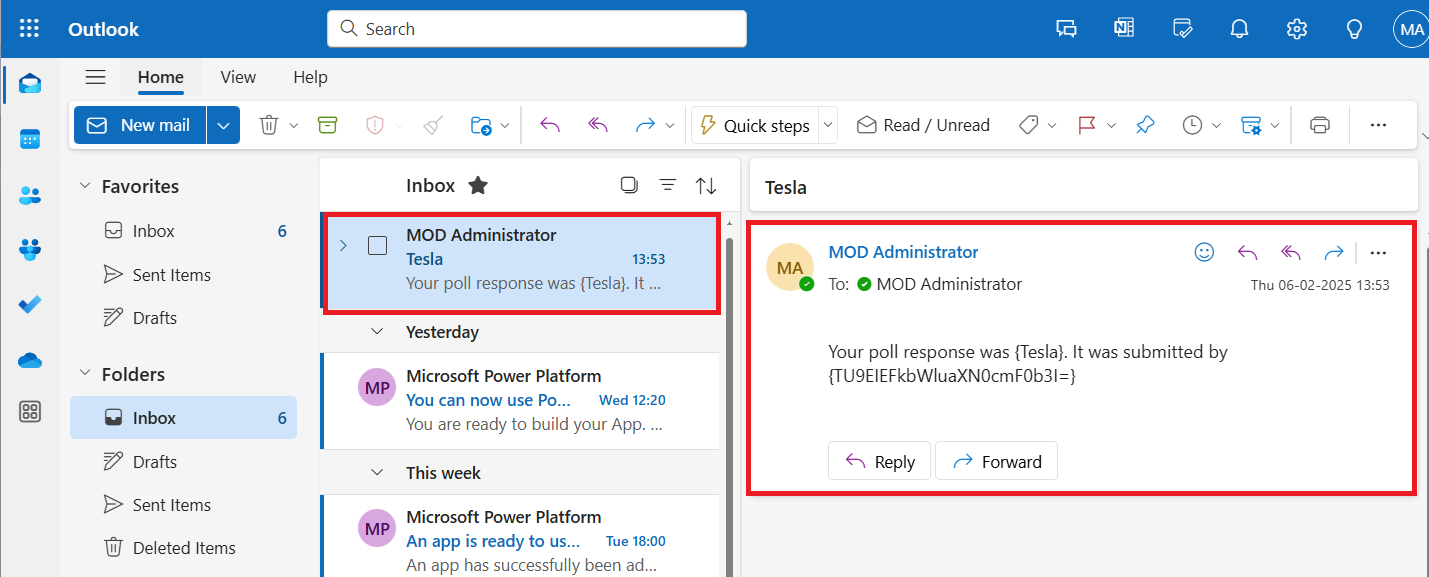 Outlook
Search
MA
Home View Help
New mail
Quick steps
Read / Unread
Favorites
Inbox 6
Sent Items
Drafts
Folders
Inbox 6
Drafts
Sent Items
Deleted Items
Inbox
MOD Administrator
Tesla 13:53
Your poll response was {Tesla}. It ...
Yesterday
MP
Microsoft Power Platform
You can now use Po... Wed 12:20
You are ready to build your App. ...
This week
MP
Microsoft Power Platform
An app is ready to us... Tue 18:00
An app has successfully been ad...
Tesla
MA
MOD Administrator
To: MOD Administrator
Thu 06-02-2025 13:53
Your poll response was {Tesla}. It was submitted by
{TU9EIEFkbWluaXN0cmF0b3I=}
Reply
Forward